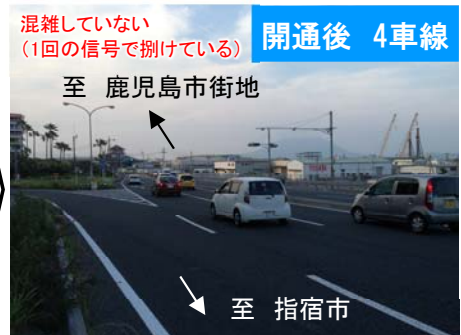 混雑していない
（1回の信号で捌けている）
開通後 4車線
至 鹿児島市街地
至 指宿市